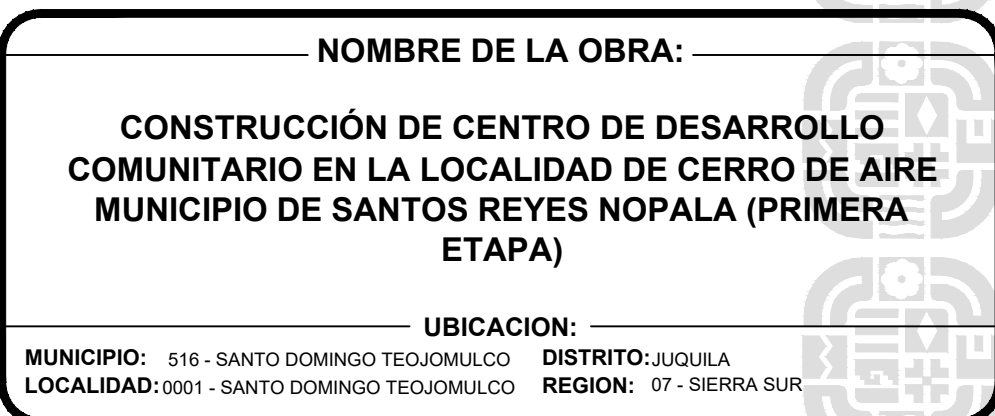 NOMBRE DE LA OBRA:
CONSTRUCCIÓN DE CENTRO DE DESARROLLO
COMUNITARIO EN LA LOCALIDAD DE CERRO DE AIRE
MUNICIPIO DE SANTOS REYES NOPALA (PRIMERA
ETAPA)
UBICACION:
MUNICIPIO: 516 - SANTO DOMINGO TEOJOMULCO DISTRITO: JUQUILA
LOCALIDAD: 0001 - SANTO DOMINGO TEOJOMULCO REGION: 07 - SIERRA SUR